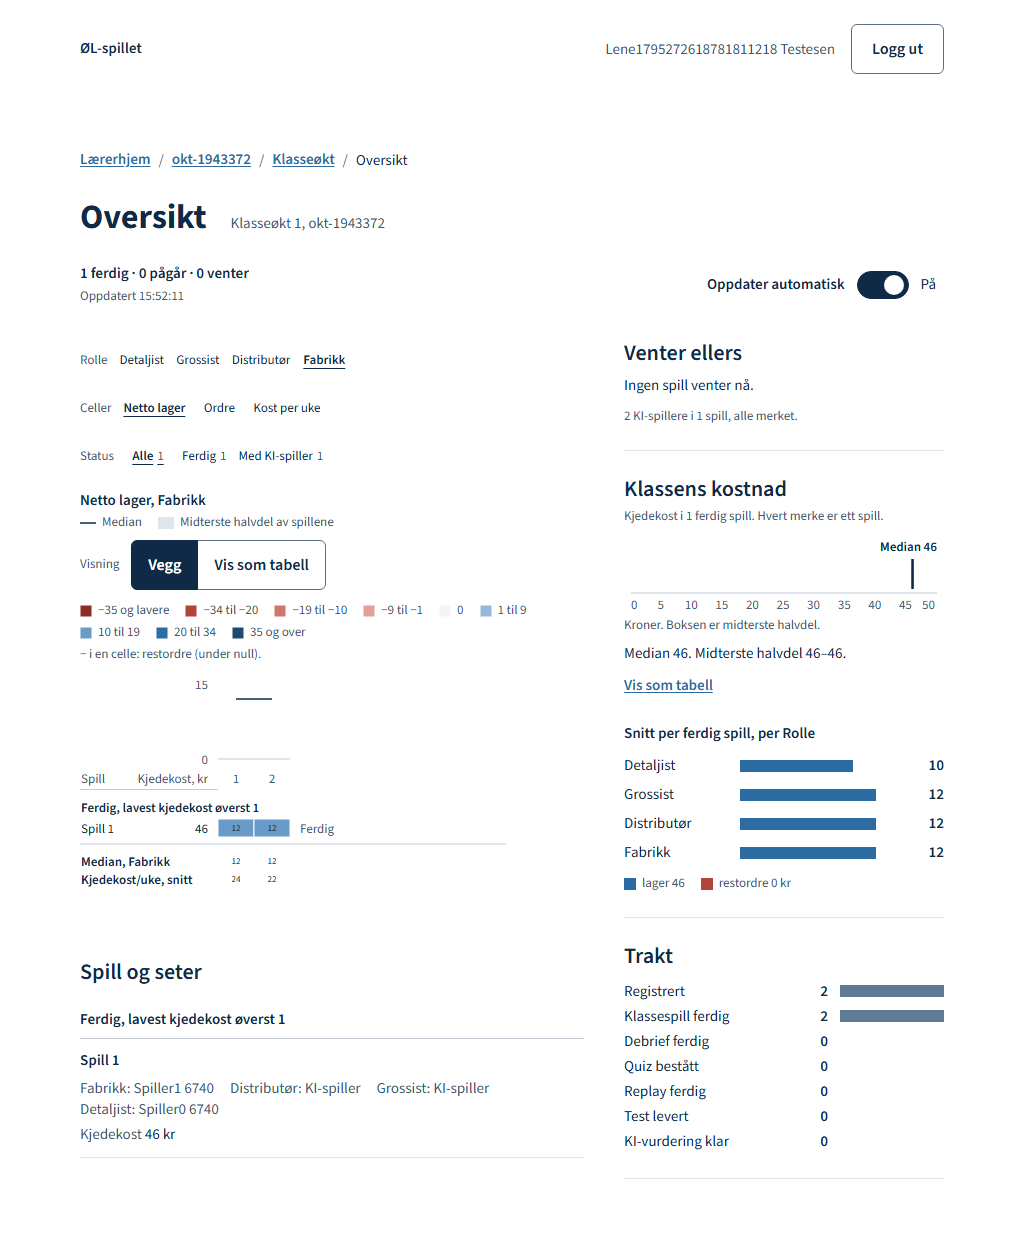 ØL-spillet
Lene1795272618781811218 Testesen
Logg ut
Lærerhjem / okt-1943372 / Klasseøkt / Oversikt
Oversikt
Klasseøkt 1, okt-1943372
1 ferdig · 0 pågår · 0 venter
Oppdatert 15:52:11
Oppdater automatisk
På
Rolle Detaljist Grossist Distributør Fabrikk
Celler Netto lager Ordre Kost per uke
Status Alle 1 Ferdig 1 Med KI-spiller 1
Netto lager, Fabrikk
Median Midterste halvdel av spillene
Visning Vegg Vis som tabell
−35 og lavere −34 til −20 −19 til −10 −9 til −1 0 1 til 9
10 til 19 20 til 34 35 og over
− i en celle: restordre (under null).
15
0
Spill Kjedekost, kr 1 2
Ferdig, lavest kjedekost øverst 1
Spill 1 46 12 12 Ferdig
Median, Fabrikk 12 12
Kjedekost/uke, snitt 24 22
Spill og seter
Ferdig, lavest kjedekost øverst 1
Spill 1
Fabrikk: Spiller1 6740 Distributør: KI-spiller Grossist: KI-spiller
Detaljist: Spiller0 6740
Kjedekost 46 kr
Venter ellers
Ingen spill venter nå.
2 KI-spillere i 1 spill, alle merket.
Klassens kostnad
Kjedekost i 1 ferdig spill. Hvert merke er ett spill.
Median 46
0 5 10 15 20 25 30 35 40 45 50
Kroner. Boksen er midterste halvdel.
Median 46. Midterste halvdel 46–46.
Vis som tabell
Snitt per ferdig spill, per Rolle
Detaljist 10
Grossist 12
Distributør 12
Fabrikk 12
lager 46 restordre 0 kr
Trakt
Registrert 2
Klassespill ferdig 2
Debrief ferdig 0
Quiz bestått 0
Replay ferdig 0
Test levert 0
KI-vurdering klar 0